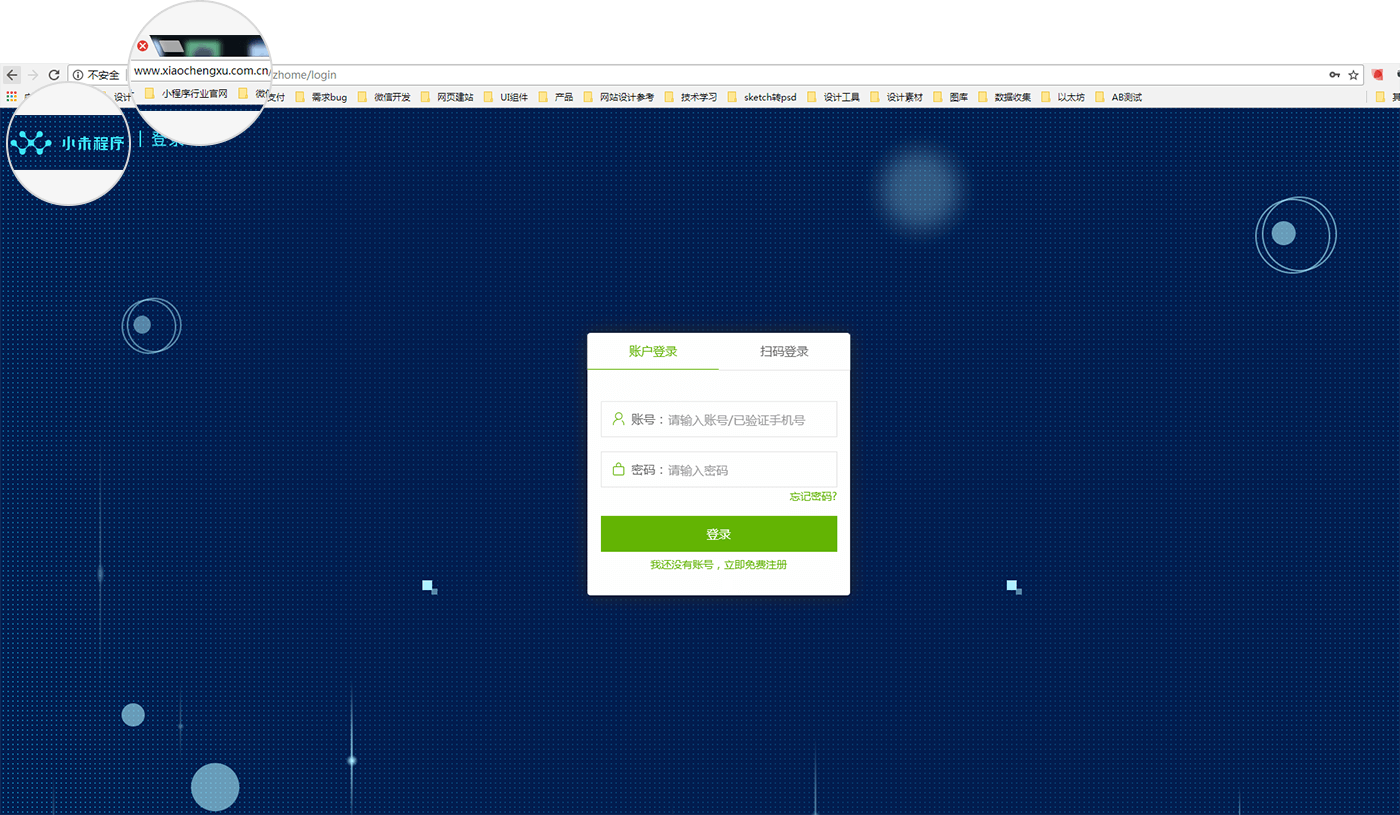 www.xiaochengxu.com.cn/zhome/login
不安全
小程序行业官网
需求bug
微信开发
网页建站
UI组件
产品
网站设计参考
技术学习
sketch转psd
设计工具
设计素材
图库
数据收集
以太坊
AB测试
小木程序
登录
账户登录
扫码登录
账号：请输入账号/已验证手机号
密码：请输入密码
忘记密码?
登录
我还没有账号，立即免费注册